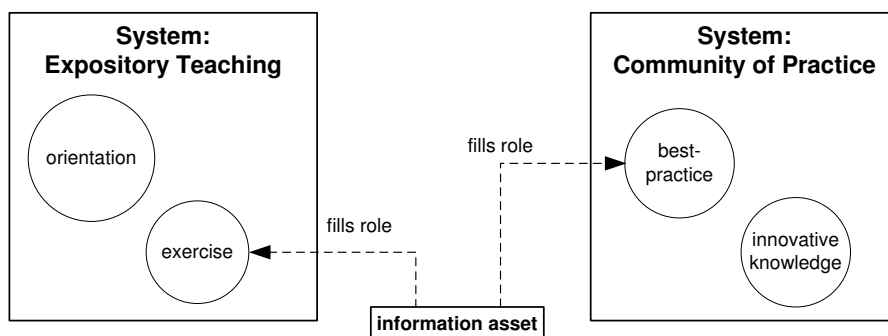 System:
Expository Teaching
orientation
exercise
fills role
information asset
fills role
System:
Community of Practice
best-
practice
innovative
knowledge